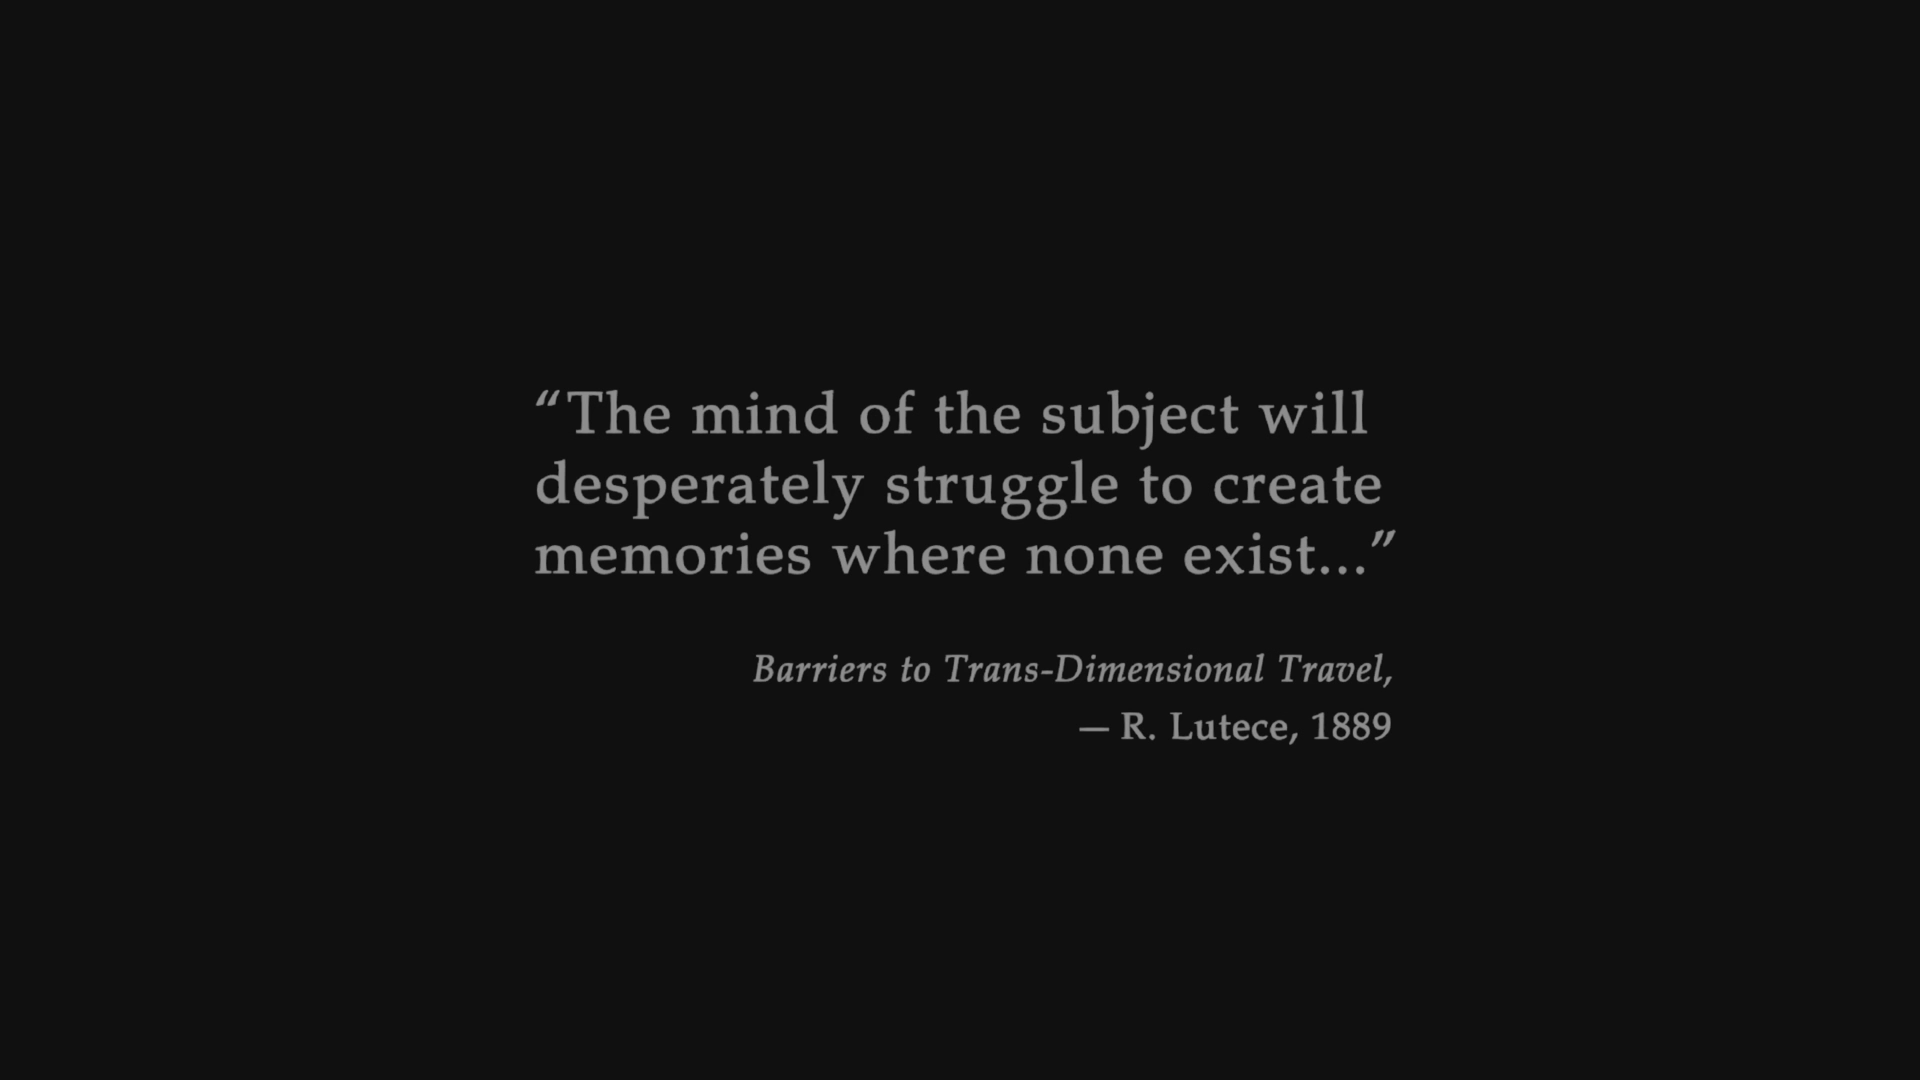 “The mind of the subject will
desperately struggle to create
memories where none exist...”
Barriers to Trans-Dimensional Travel,
— R. Lutece, 1889